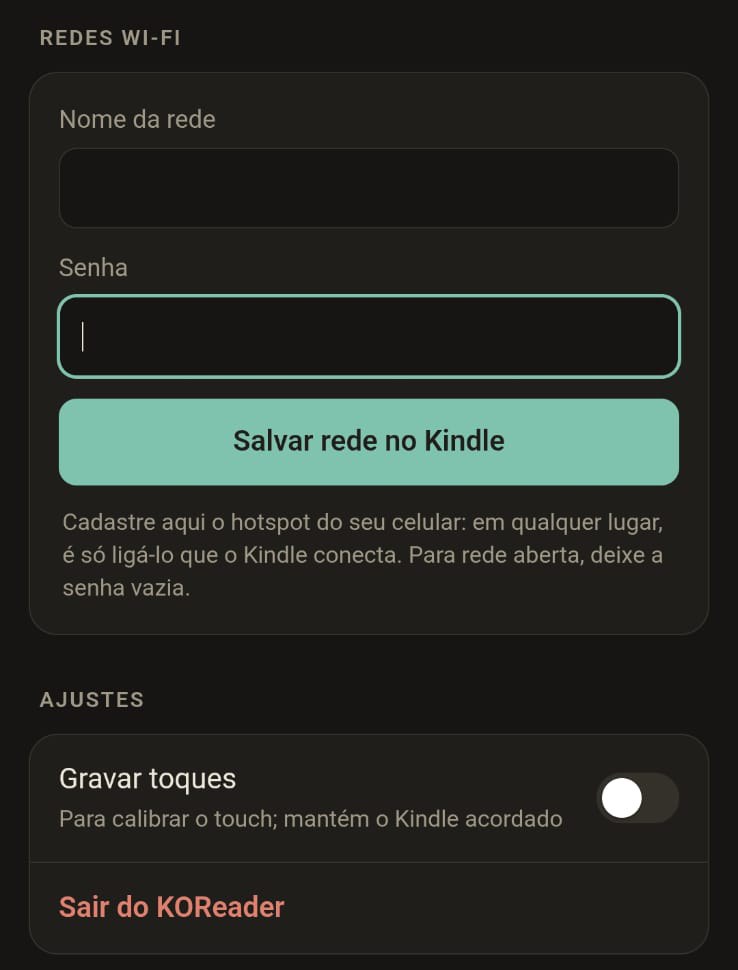 REDES WI-FI
Nome da rede
Senha
Salvar rede no Kindle
Cadastre aqui o hotspot do seu celular: em qualquer lugar,
é só ligá-lo que o Kindle conecta. Para rede aberta, deixe a
senha vazia.
AJUSTES
Gravar toques
Para calibrar o touch; mantém o Kindle acordado
Sair do KOReader